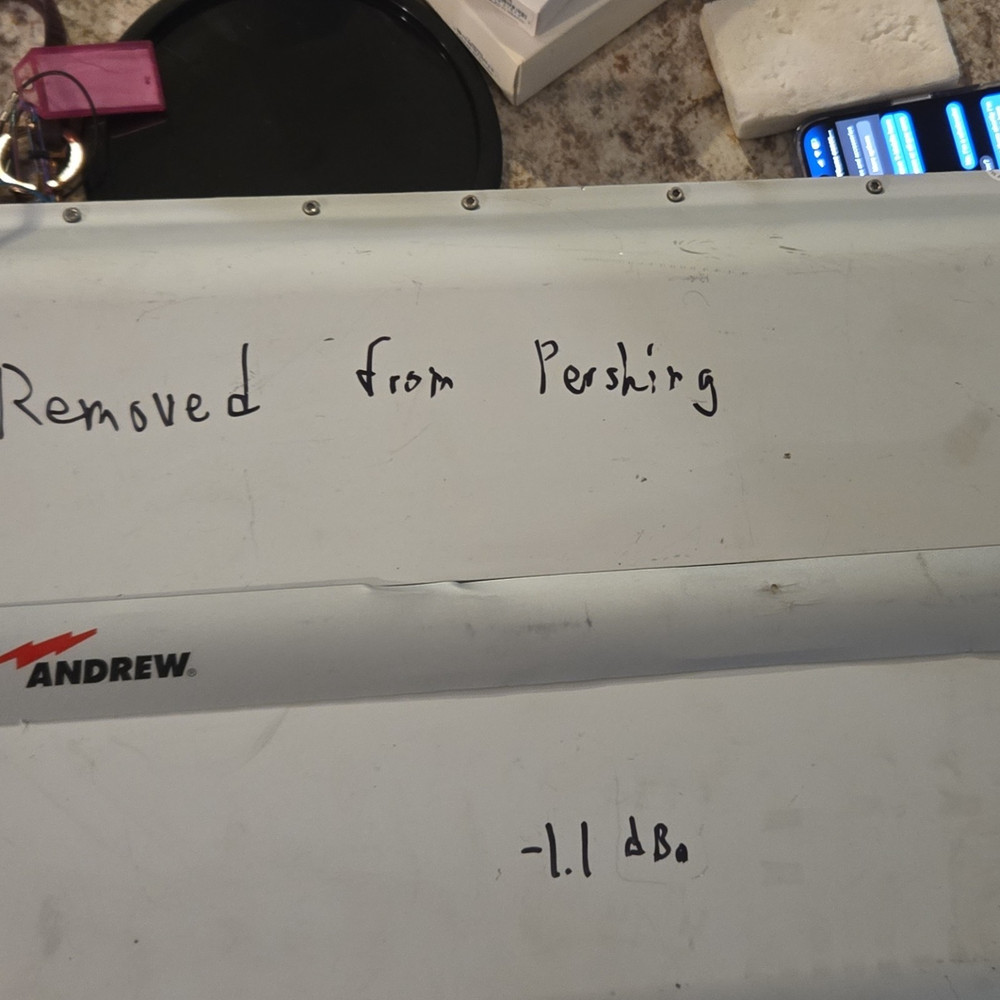 Removed from Pershing
ANDREW®
-1.1 dB